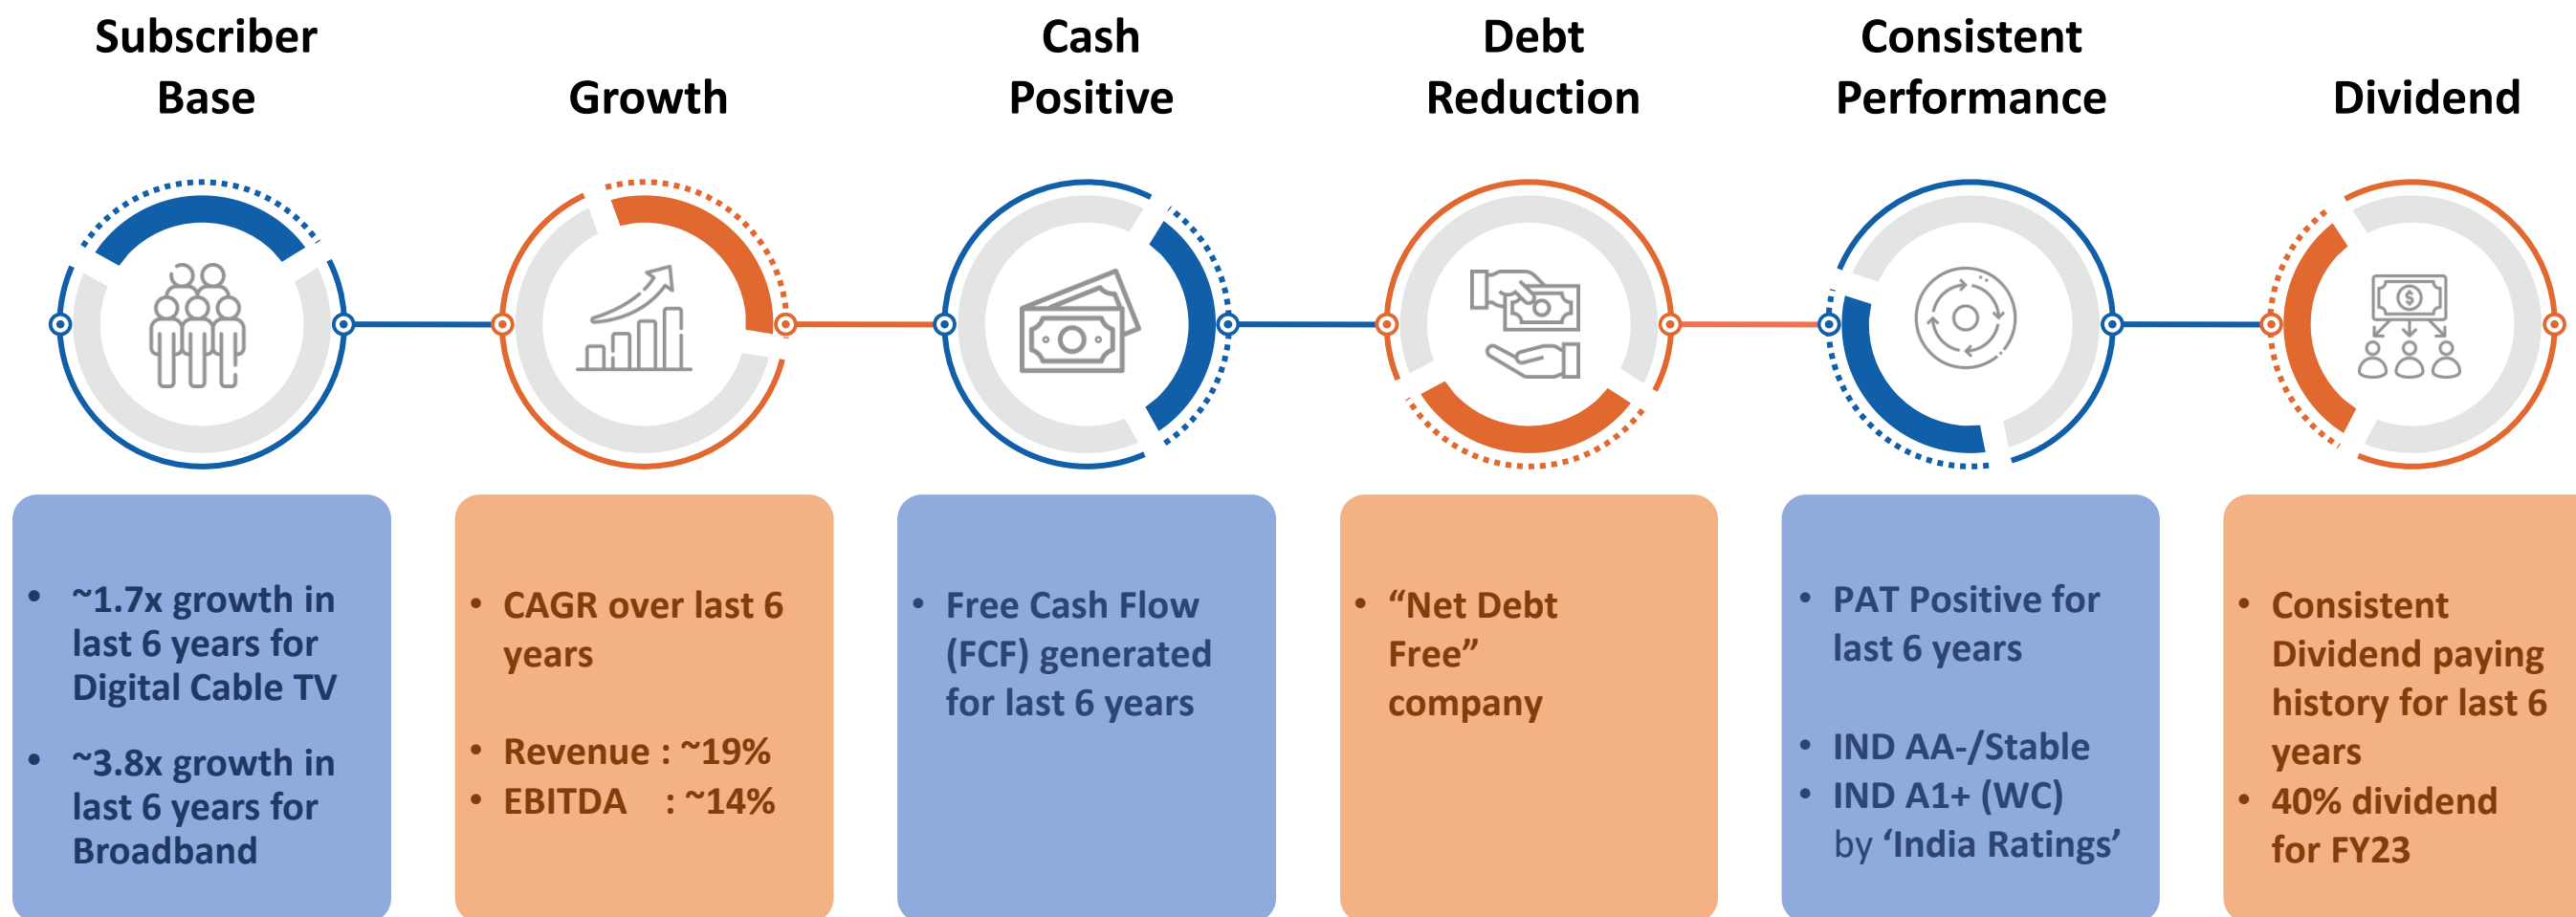 Subscriber
Base
Growth
Cash
Positive
Debt
Reduction
Consistent
Performance
Dividend
$
• ~1.7x growth in
last 6 years for
Digital Cable TV
• ~3.8x growth in
last 6 years for
Broadband
• CAGR over last 6
years
• Revenue : ~19%
• EBITDA : ~14%
• Free Cash Flow
(FCF) generated
for last 6 years
• “Net Debt
Free”
company
• PAT Positive for
last 6 years
• IND AA-/Stable
• IND A1+ (WC)
by ‘India Ratings’
• Consistent
Dividend paying
history for last 6
years
• 40% dividend
for FY23